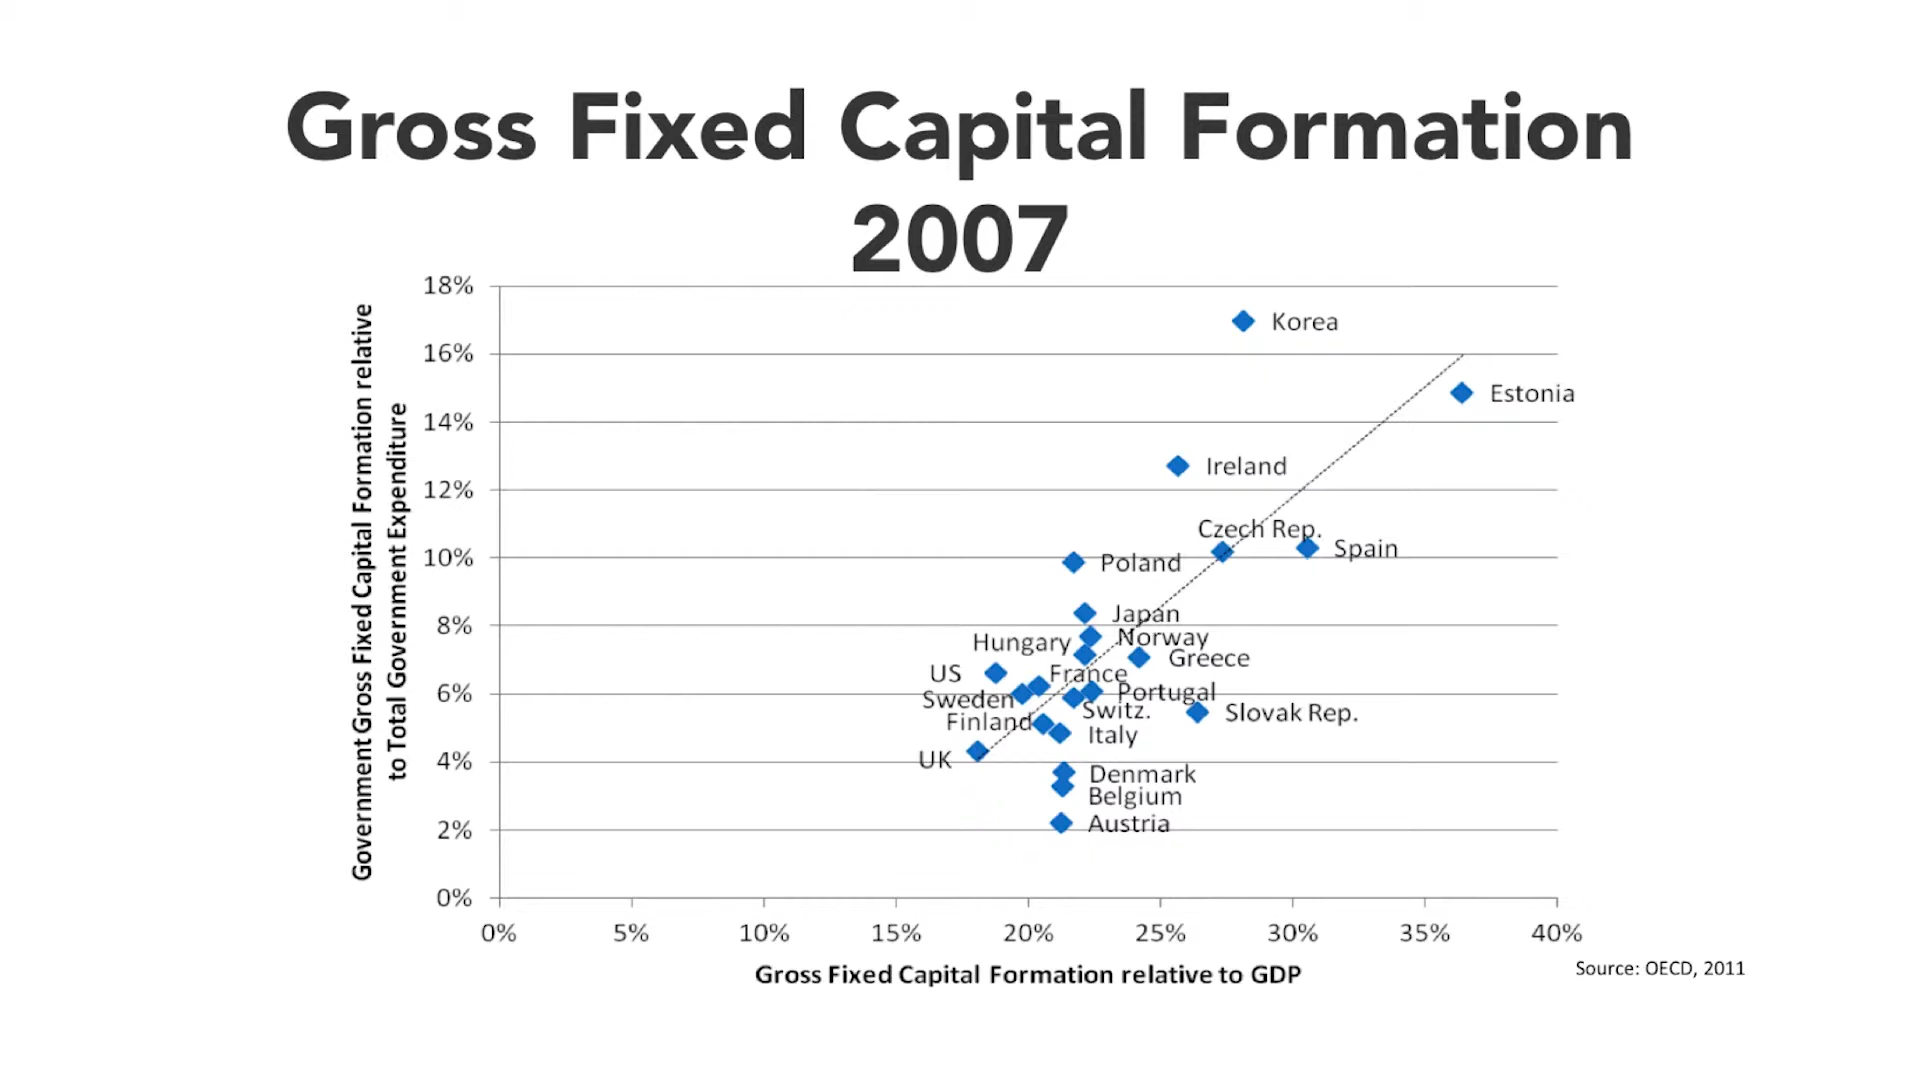 Gross Fixed Capital Formation
2007
Government Gross Fixed Capital Formation relative
to Total Government Expenditure
18%
16%
14%
12%
10%
8%
6%
4%
2%
0%
Korea
Estonia
Ireland
Czech Rep.
Spain
Poland
Japan
Norway
Hungary
Greece
US
France
Sweden
Portugal
Switz.
Slovak Rep.
Finland
Italy
UK
Denmark
Belgium
Austria
0% 5% 10% 15% 20% 25% 30% 35% 40%
Gross Fixed Capital Formation relative to GDP
Source: OECD, 2011